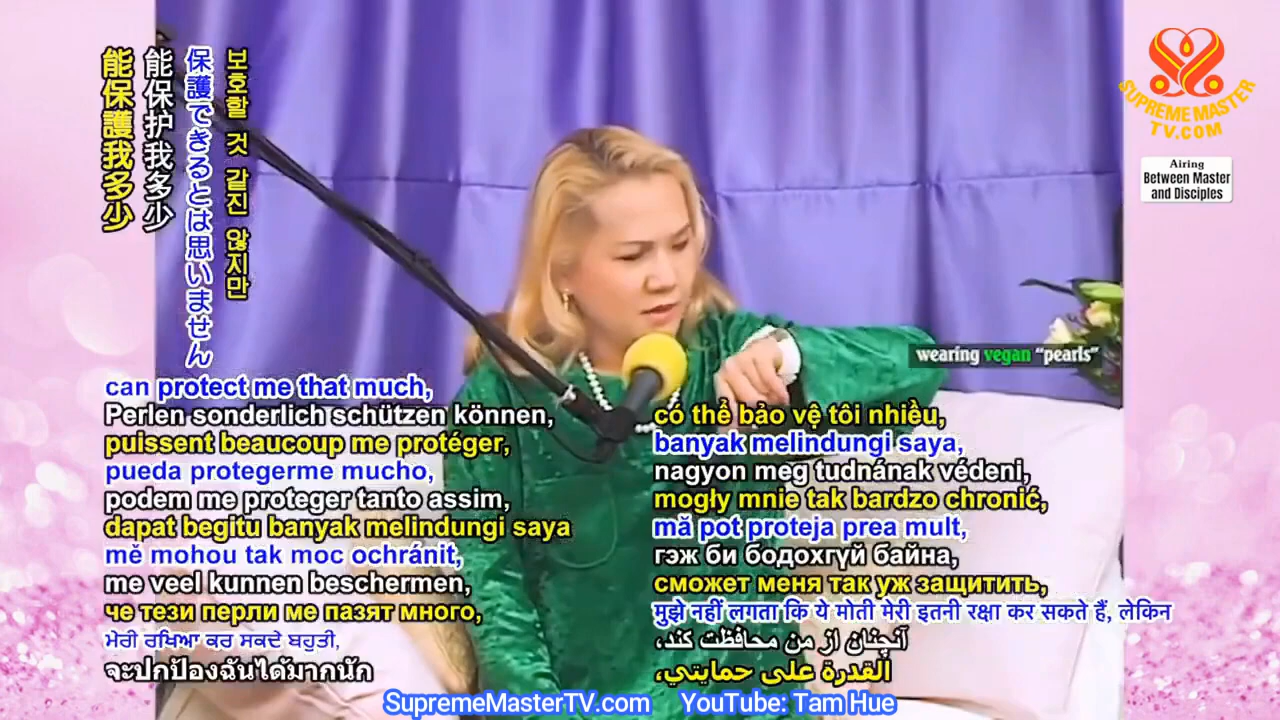 能保護我多少
能保护我多少
保護できるとは思いません
보호할 것 같진 않지만
SUPREME MASTER
TV.COM
Airing
Between Master
and Disciples
wearing vegan “pearls”
can protect me that much,
Perlen sonderlich schützen können,
puissent beaucoup me protéger,
pueda protegerme mucho,
podem me proteger tanto assim,
dapat begitu banyak melindungi saya
mě mohou tak moc ochránit,
me veel kunnen beschermen,
че тези перли ме пазят много,
ਮੇਰੀ ਰਖਿਆ ਕਰ ਸਕਦੇ ਬਹੁਤੀ,
จะปกป้องฉันได้มากนัก
có thể bảo vệ tôi nhiều,
banyak melindungi saya,
nagyon meg tudnának védeni,
mogły mnie tak bardzo chronić,
mă pot proteja prea mult,
гэж би бодохгүй байна,
сможет меня так уж защитить,
मुझे नहीं लगता कि ये मोती मेरी इतनी रक्षा कर सकते हैं, लेकिन
آنچنان از من محافظت کند،
القدرة على حمايتي،
SupremeMasterTV.com YouTube: Tam Hue